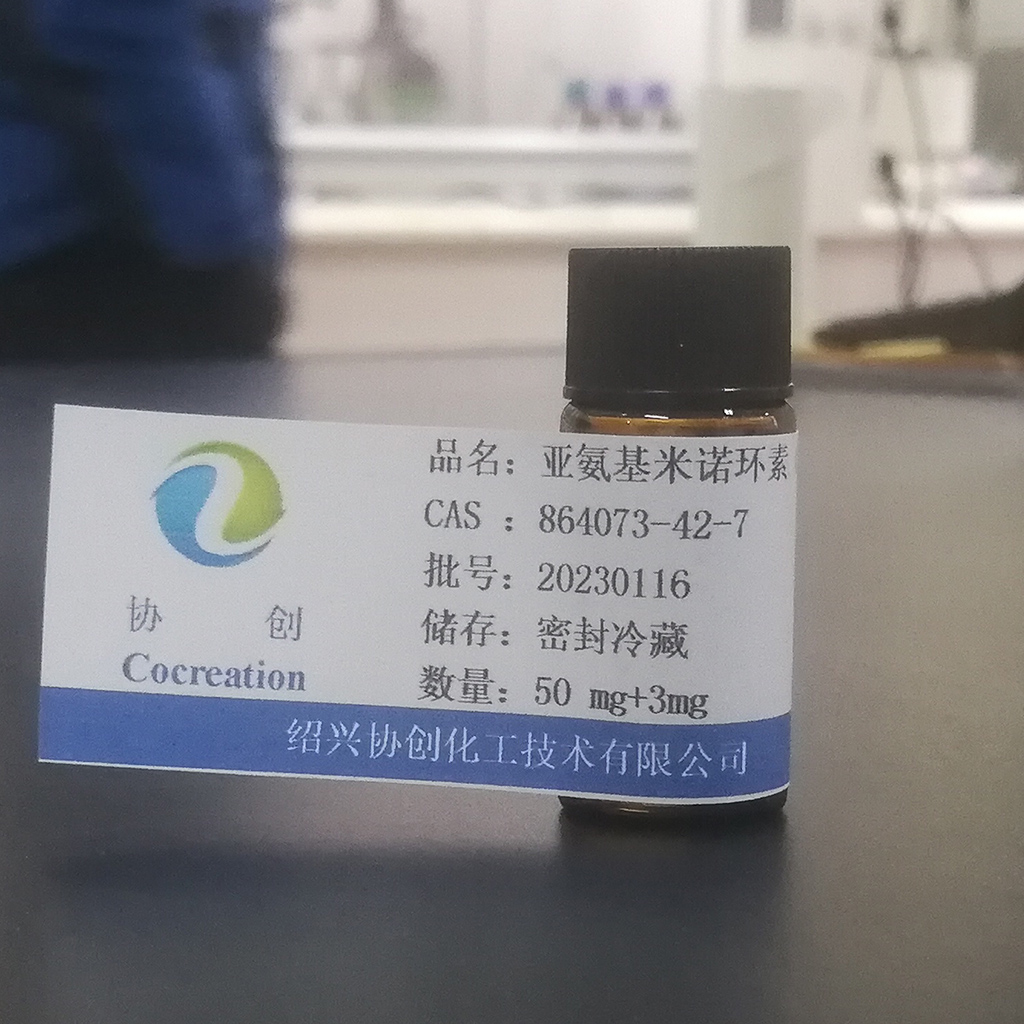 品名：亚氨基米诺环素
CAS ：864073-42-7
批号：20230116
储存：密封冷藏
数量：50 mg+3mg
协 创
Cocreation
绍兴协创化工技术有限公司